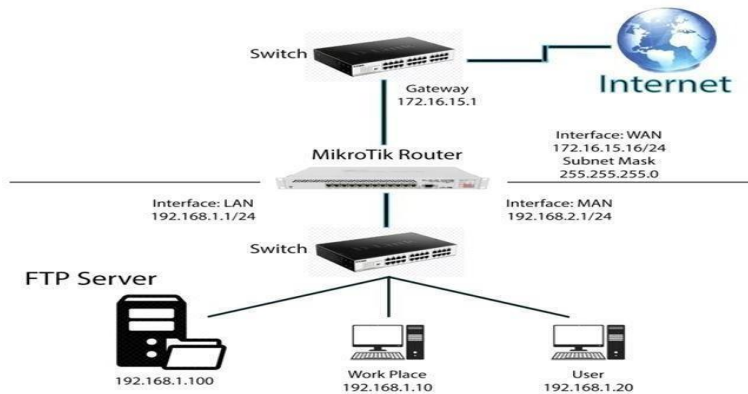 Switch
Internet
Gateway
172.16.15.1
Interface: WAN
172.16.15.16/24
Subnet Mask
255.255.255.0
MikroTik Router
Interface: LAN
192.168.1.1/24
Interface: MAN
192.168.2.1/24
Switch
FTP Server
192.168.1.100
Work Place
192.168.1.10
User
192.168.1.20